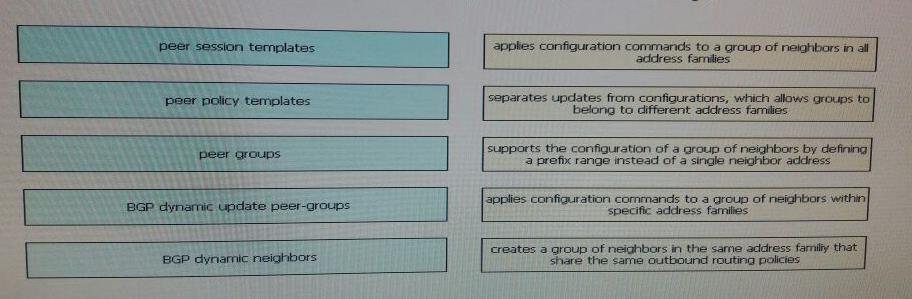 peer session templates
applies configuration commands to a group of neighbors in all
address families
peer policy templates
separates updates from configurations, which allows groups to
belong to different address families
peer groups
supports the configuration of a group of neighbors by defining
a prefix range instead of a single neighbor address
BGP dynamic update peer-groups
applies configuration commands to a group of neighbors within
specific address families
BGP dynamic neighbors
creates a group of neighbors in the same address familiy that
share the same outbound routing policies